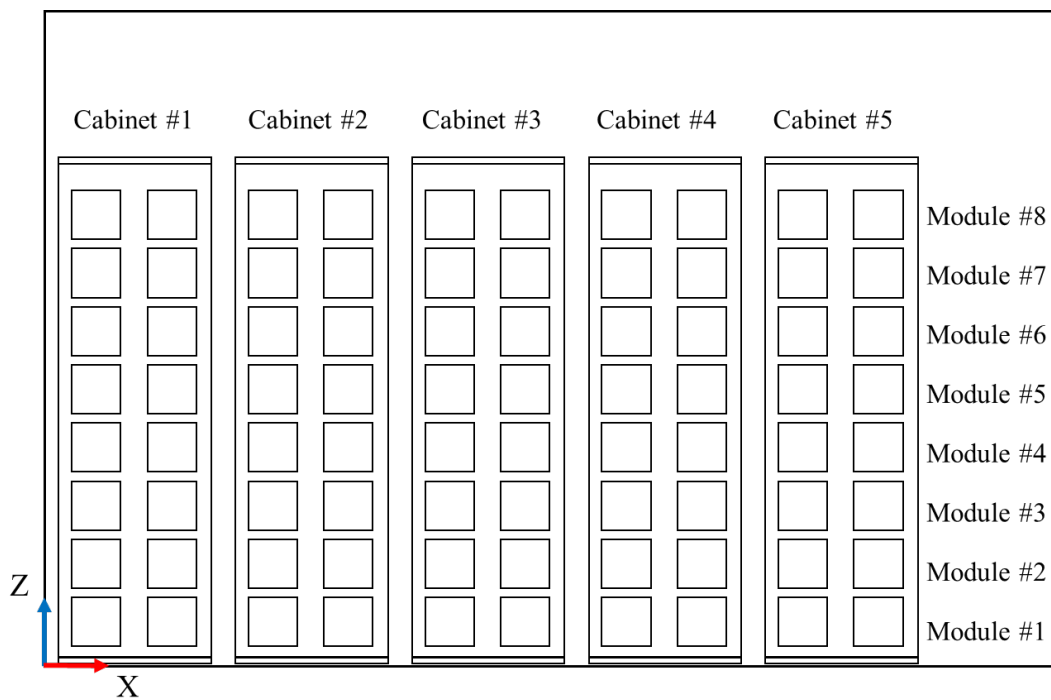 Cabinet #1
Cabinet #2
Cabinet #3
Cabinet #4
Cabinet #5
Module #8
Module #7
Module #6
Module #5
Module #4
Module #3
Module #2
Module #1
Z
X